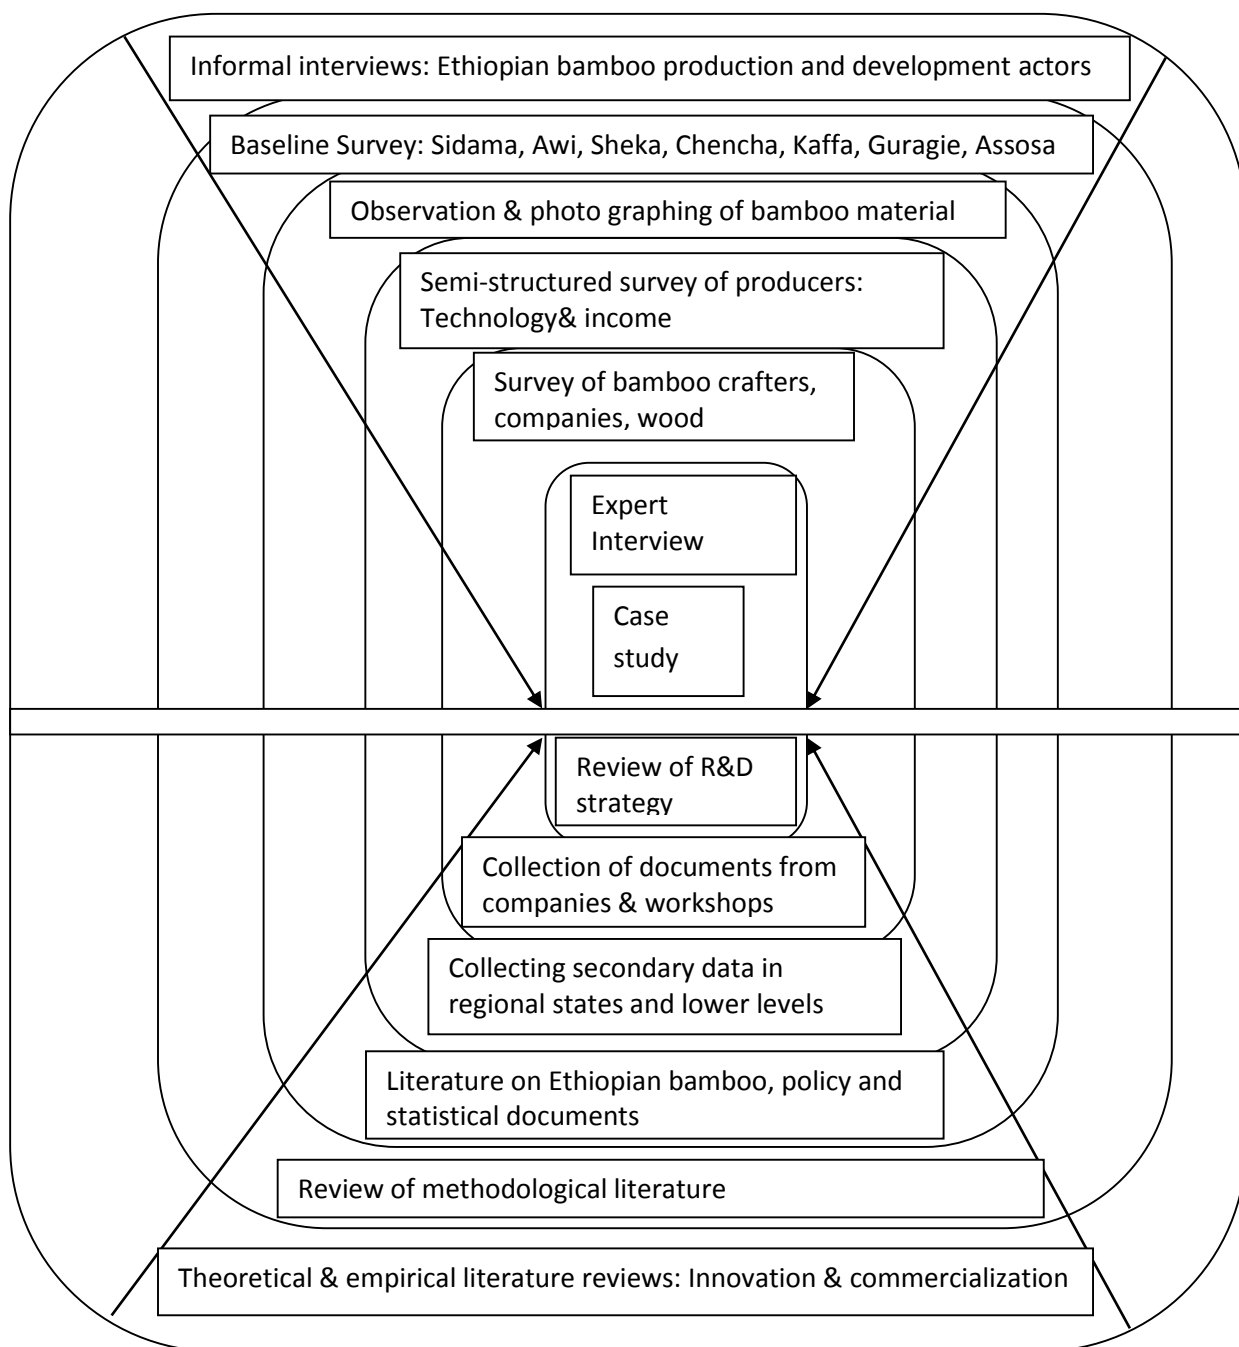 Informal interviews: Ethiopian bamboo production and development actors
Baseline Survey: Sidama, Awi, Sheka, Chencha, Kaffa, Guragie, Assosa
Observation & photo graphing of bamboo material
Semi-structured survey of producers:
Technology& income
Survey of bamboo crafters,
companies, wood
Expert
Interview
Case
study
Review of R&D
strategy
Collection of documents from
companies & workshops
Collecting secondary data in
regional states and lower levels
Literature on Ethiopian bamboo, policy and
statistical documents
Review of methodological literature
Theoretical & empirical literature reviews: Innovation & commercialization